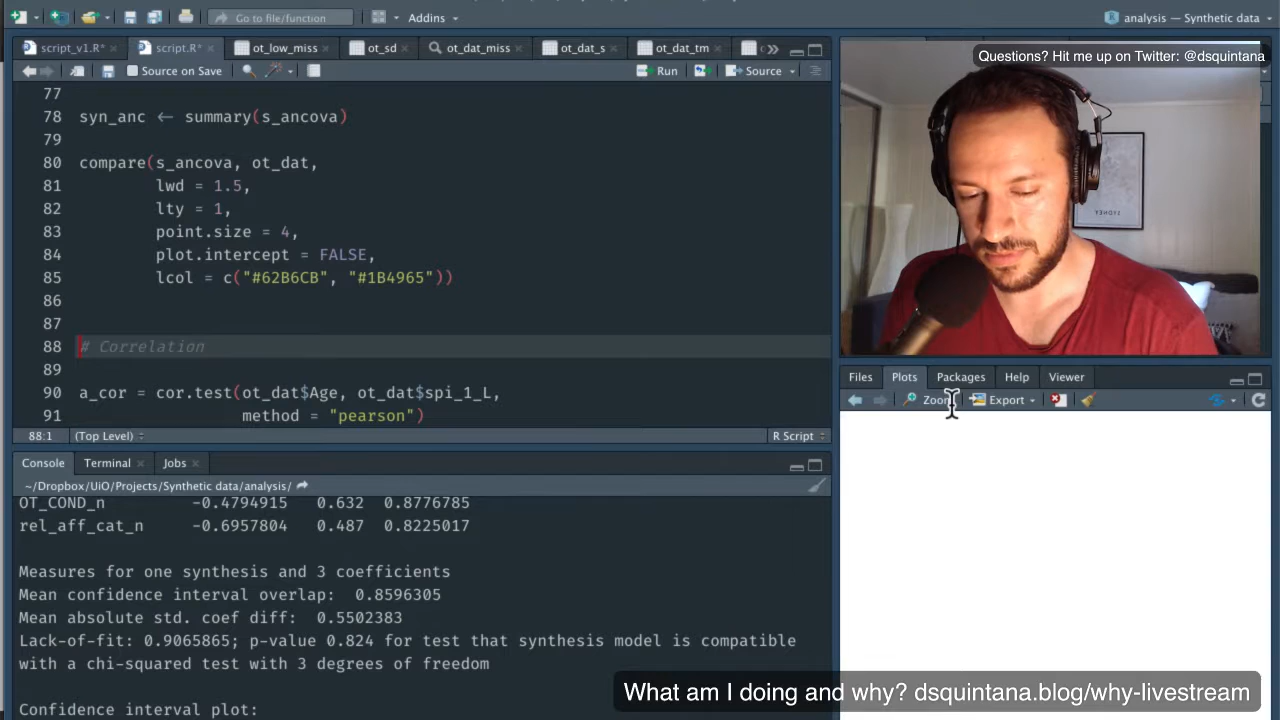 Go to file/function
Addins
analysis — Synthetic data
script_v1.R*
script.R*
ot_low_miss
ot_sd
ot_dat_miss
ot_dat_s
ot_dat_tm
Questions? Hit me up on Twitter: @dsquintana
Source on Save
Run
Source
77
78 syn_anc ← summary(s_ancova)
79
80 compare(s_ancova, ot_dat,
81 lwd = 1.5,
82 lty = 1,
83 point.size = 4,
84 plot.intercept = FALSE,
85 lcol = c("#62B6CB", "#1B4965"))
86
87
88 # Correlation
89
90 a_cor = cor.test(ot_dat$Age, ot_dat$spi_1_L,
91 method = "pearson")
88:1 (Top Level) R Script
SYDNEY
Files Plots Packages Help Viewer
Zoom Export
Console Terminal Jobs
~/Dropbox/UiO/Projects/Synthetic data/analysis/
OT_COND_n -0.4794915 0.632 0.8776785
rel_aff_cat_n -0.6957804 0.487 0.8225017
Measures for one synthesis and 3 coefficients
Mean confidence interval overlap: 0.8596305
Mean absolute std. coef diff: 0.5502383
Lack-of-fit: 0.9065865; p-value 0.824 for test that synthesis model is compatible
with a chi-squared test with 3 degrees of freedom
Confidence interval plot:
What am I doing and why? dsquintana.blog/why-livestream